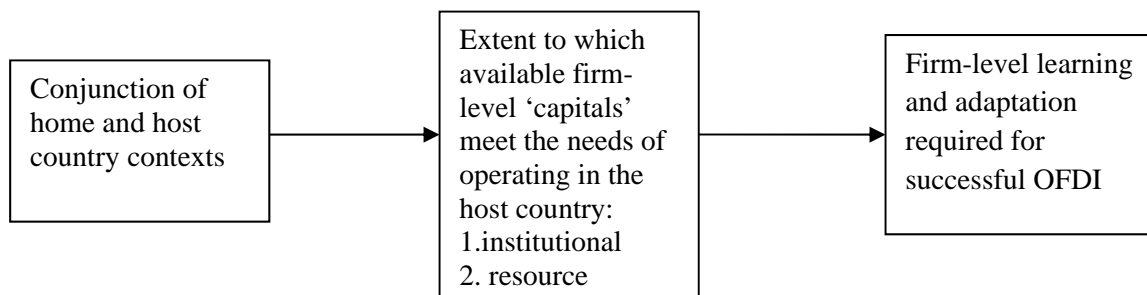 Conjunction of
home and host
country contexts
Extent to which
available firm-
level ‘capitals’
meet the needs of
operating in the
host country:
1.institutional
2. resource
Firm-level learning
and adaptation
required for
successful OFDI